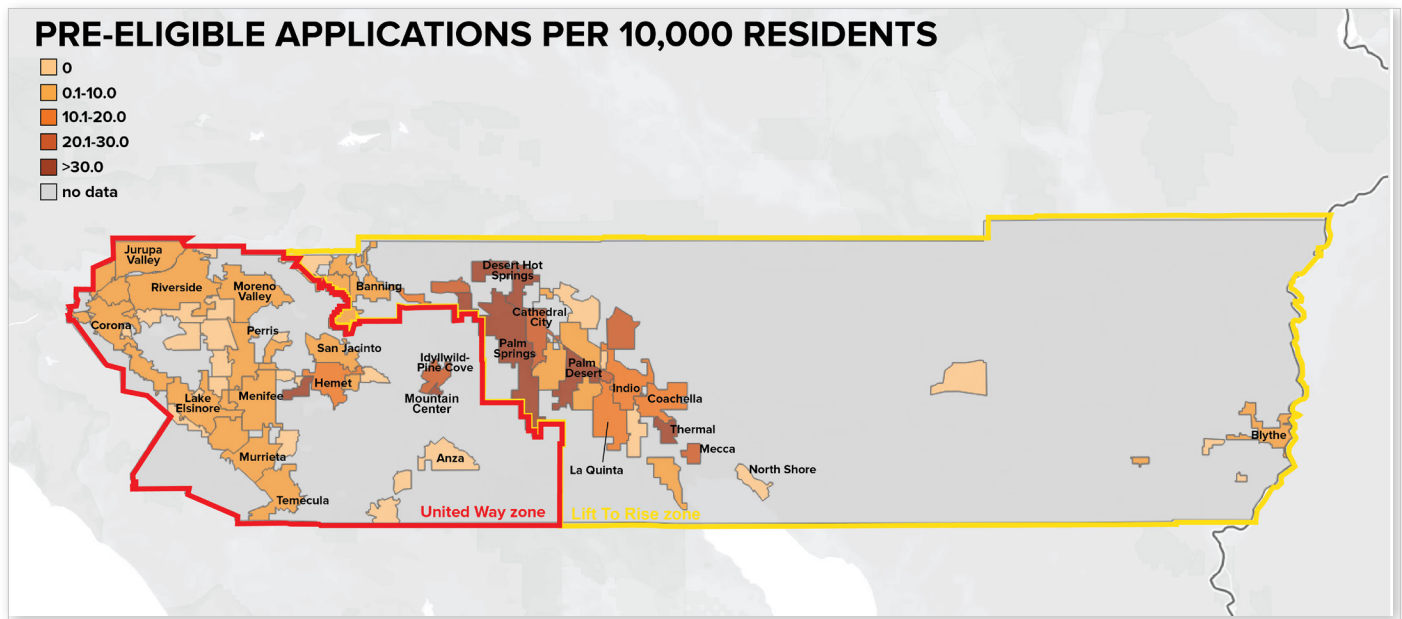 PRE-ELIGIBLE APPLICATIONS PER 10,000 RESIDENTS
0
0.1-10.0
10.1-20.0
20.1-30.0
>30.0
no data
Jurupa
Valley
Riverside
Moreno
Valley
Corona
Perris
Banning
San Jacinto
Hemet
Lake
Elsinore
Menifee
Murrieta
Temecula
Idyllwild-
Pine Cove
Mountain
Center
Anza
Desert Hot
Springs
Cathedral
City
Palm
Springs
Palm
Desert
Indio
Coachella
Thermal
Mecca
La Quinta
North Shore
Blythe
United Way zone
Lift To Rise zone